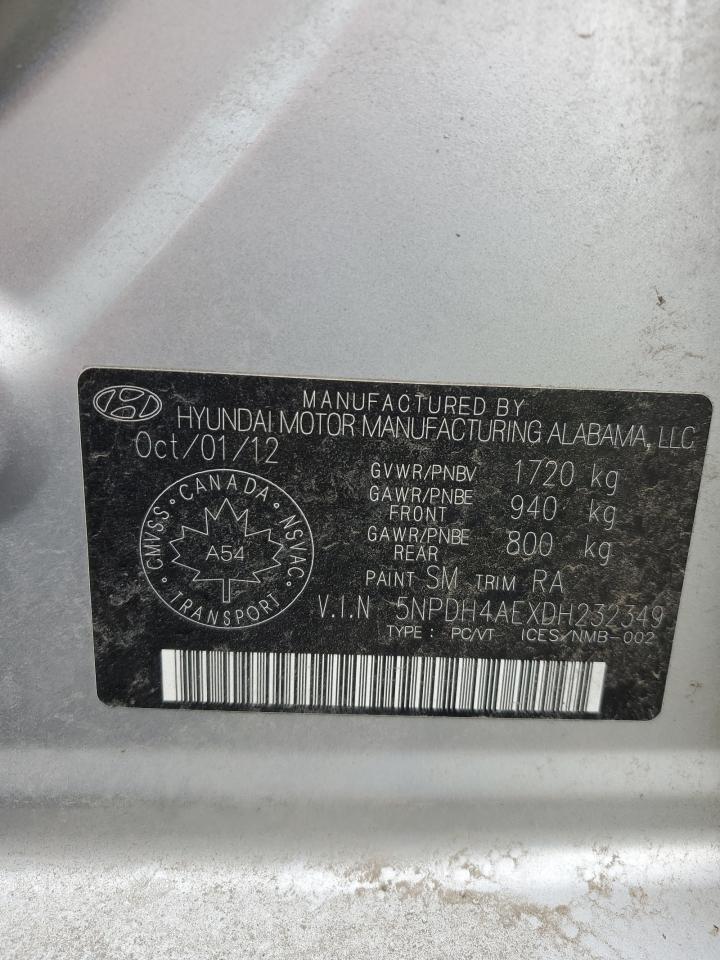 MANUFACTURED BY
HYUNDAI MOTOR MANUFACTURING ALABAMA, LLC
Oct/01/12
GVWR/PNBV 1720 kg
GAWR/PNBE FRONT 940 kg
GAWR/PNBE REAR 800 kg
PAINT SM TRIM RA
CMVSS CANADA NSVAC
A54
TRANSPORT
V.I.N 5NPDH4AEXDH232349
TYPE: PC/VT ICES/NMB-002